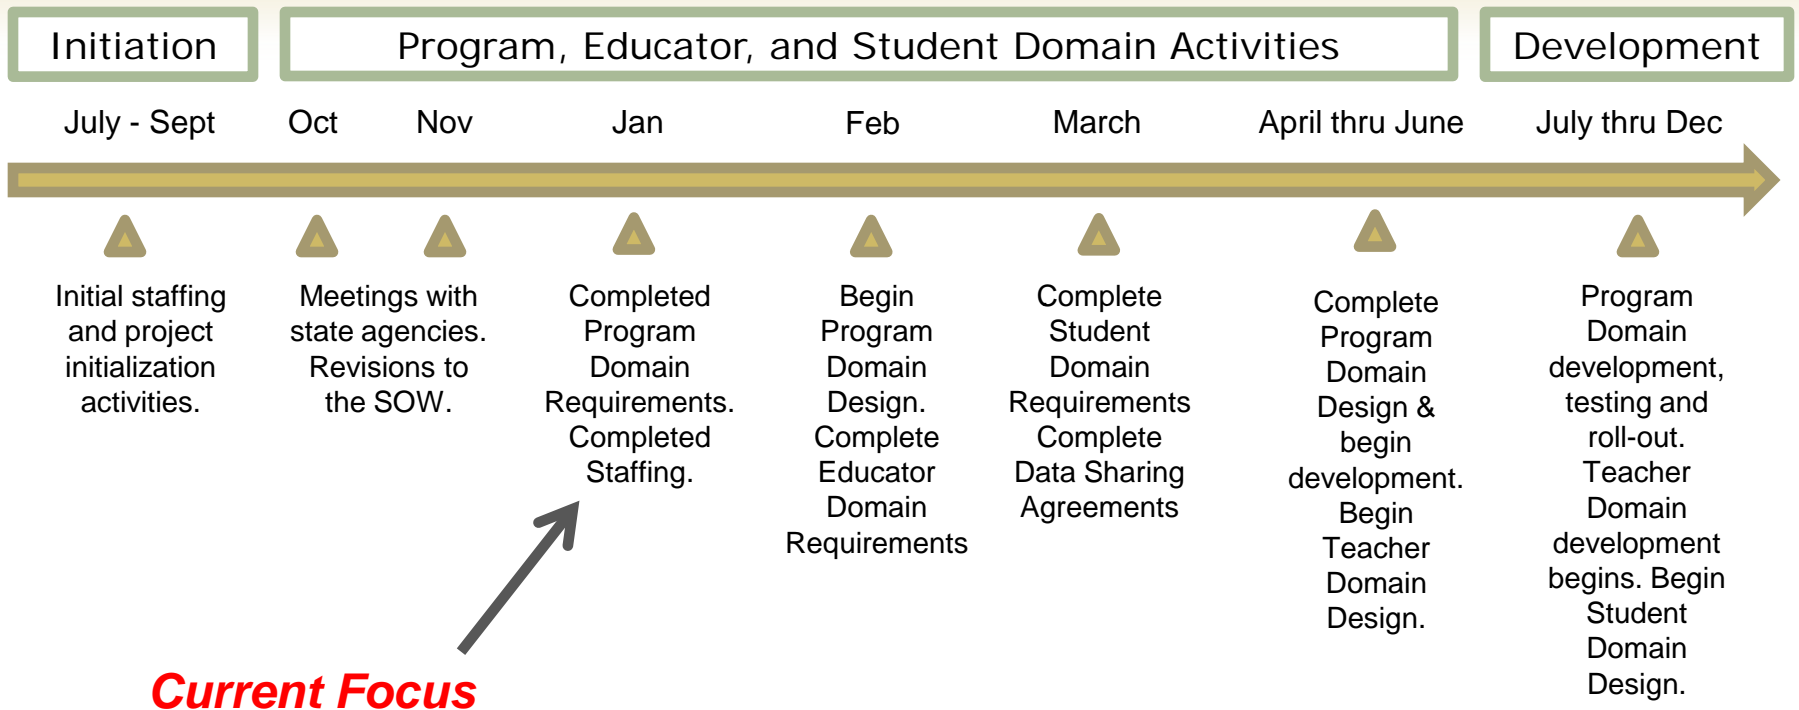 Initiation
Program, Educator, and Student Domain Activities
Development
July - Sept
Oct
Nov
Jan
Feb
March
April thru June
July thru Dec
Initial staffing
and project
initialization
activities.
Meetings with
state agencies.
Revisions to
the SOW.
Completed
Program
Domain
Requirements.
Completed
Staffing.
Begin
Program
Domain
Design.
Complete
Educator
Domain
Requirements
Complete
Student
Domain
Requirements
Complete
Data Sharing
Agreements
Complete
Program
Domain
Design &
begin
development.
Begin
Teacher
Domain
Design.
Program
Domain
development,
testing and
roll-out.
Teacher
Domain
development
begins. Begin
Student
Domain
Design.
Current Focus